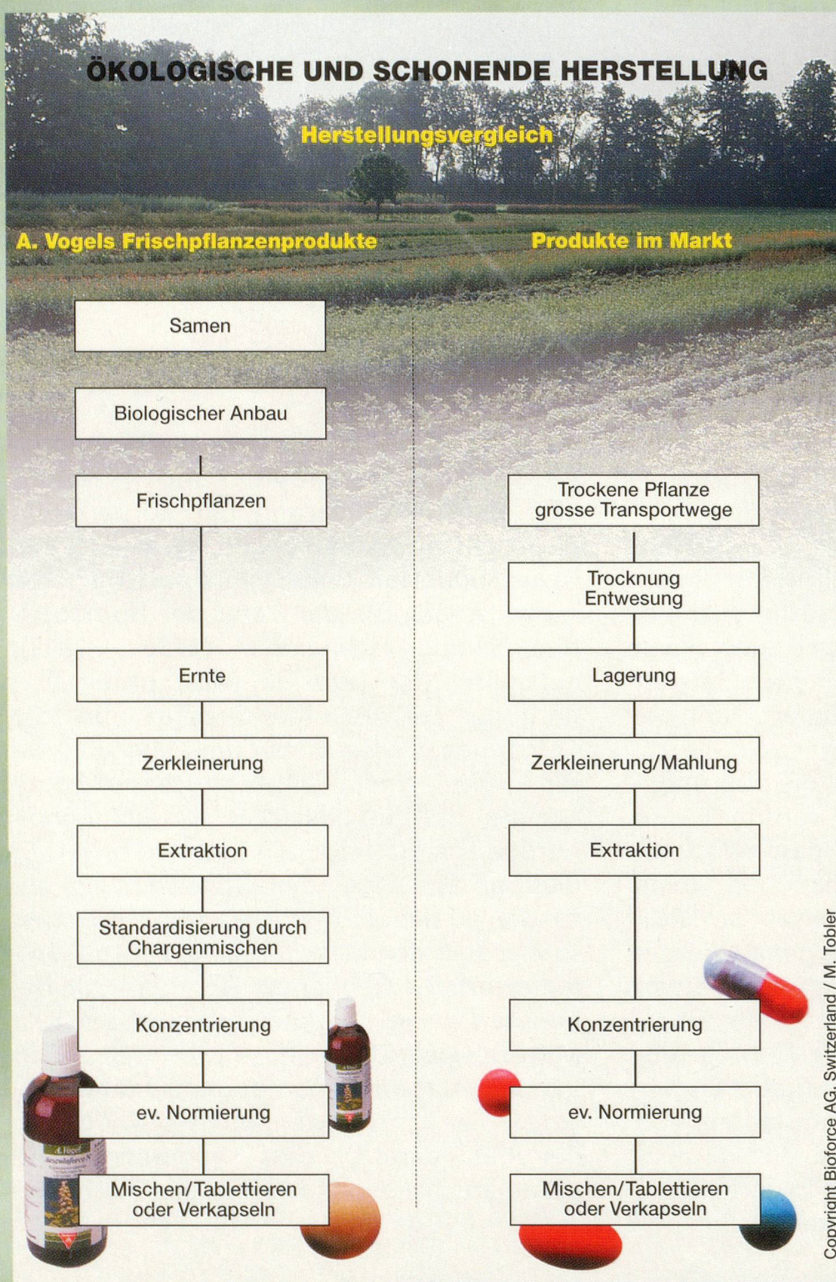 ÖKOLOGISCHE UND SCHONENDE HERSTELLUNG
Herstellungsvergleich
A. Vogels Frischpflanzenprodukte
Samen
Biologischer Anbau
Frischpflanzen
Ernte
Zerkleinerung
Extraktion
Standardisierung durch
Chargenmischen
Konzentrierung
ev. Normierung
Mischen/Tablettieren
oder Verkapseln
Produkte im Markt
Trockene Pflanze
grosse Transportwege
Trocknung
Entwesung
Lagerung
Zerkleinerung/Mahlung
Extraktion
Konzentrierung
ev. Normierung
Mischen/Tablettieren
oder Verkapseln
A. Vogel
Aesculaforce N
Copyright Bioforce AG, Switzerland / M. Tobler